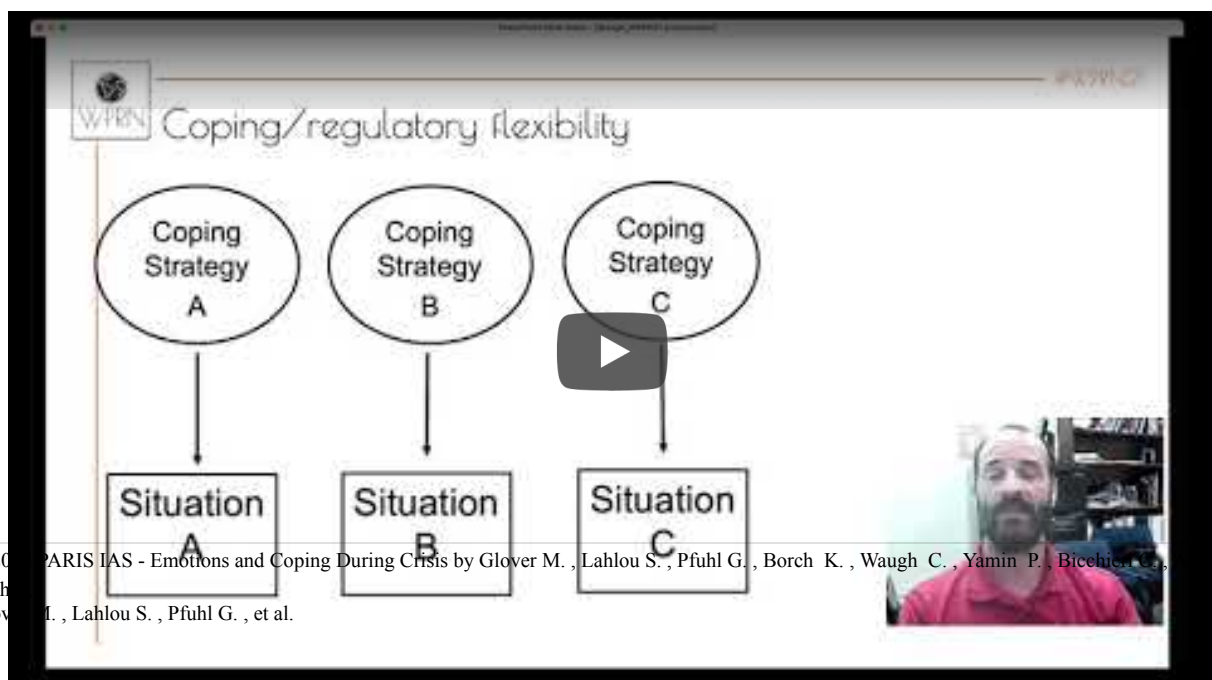 WPRN
Coping/regulatory flexibility
Coping
Strategy
A
Coping
Strategy
B
Coping
Strategy
C
Situation
A
Situation
B
Situation
C
PARIS IAS - Emotions and Coping During Crisis by Glover M. , Lahlou S. , Pfuhl G. , Borch K. , Waugh C. , Yamin P. ,
M. , Lahlou S. , Pfuhl G. , et al.